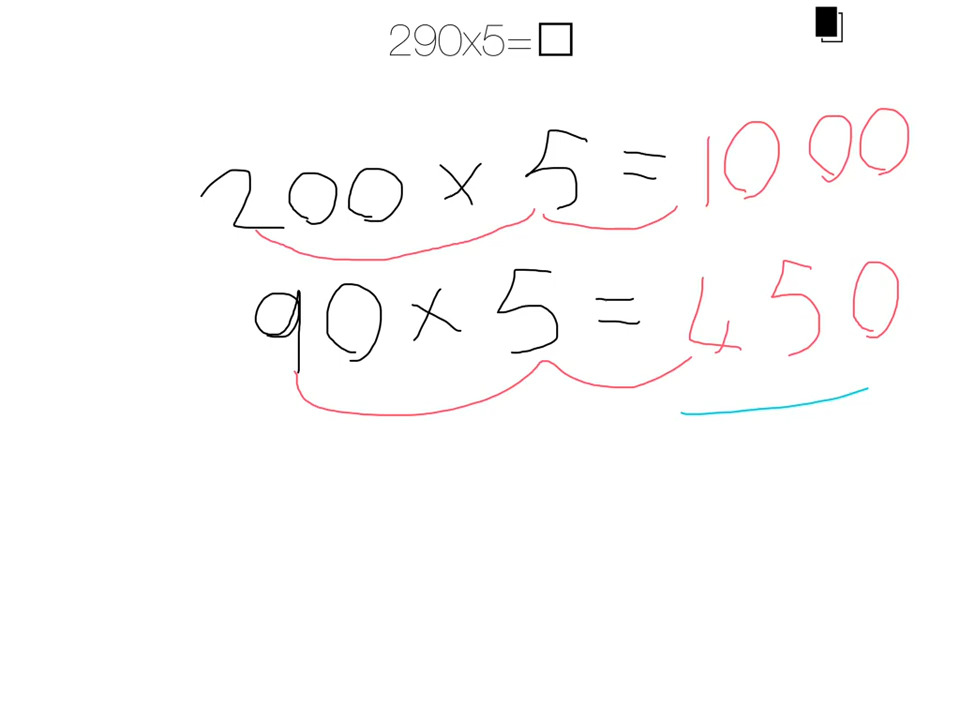 290x5=□
200 x 5 = 1000
90 x 5 = 450